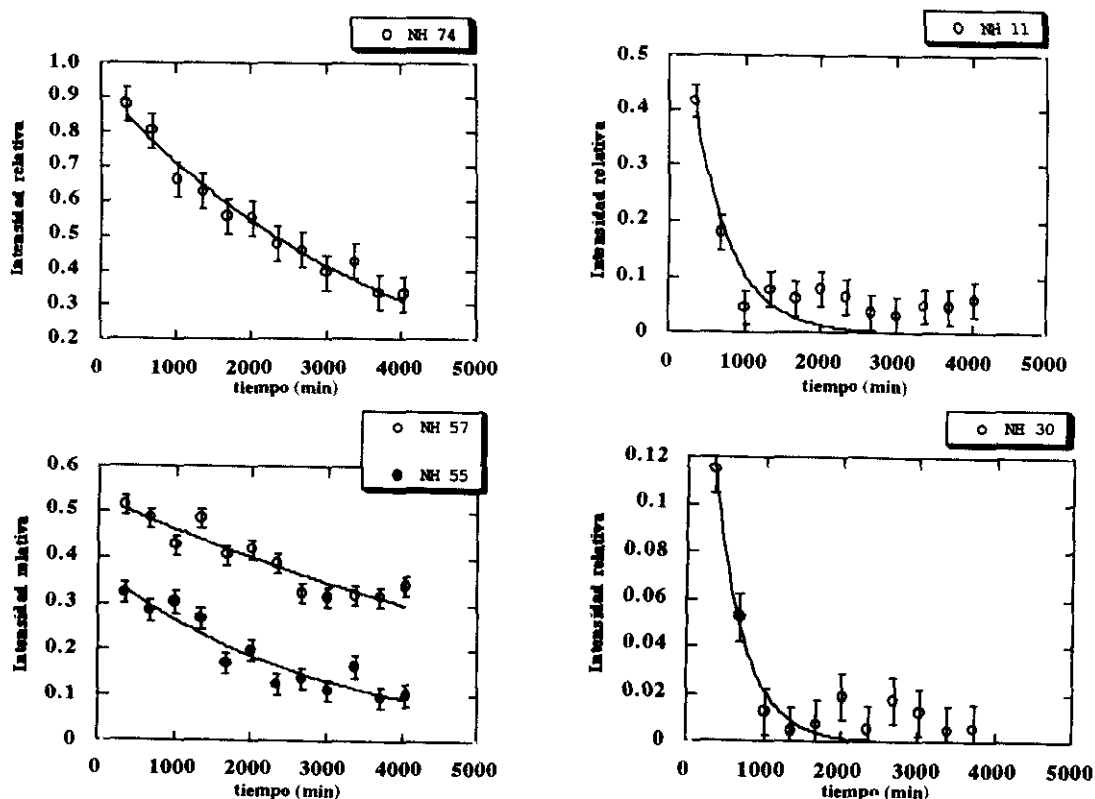 NH 74
1.0
0.9
0.8
0.7
0.6
0.5
0.4
0.3
0.2
Intensidad relativa
0 1000 2000 3000 4000 5000
tiempo (min)
NH 11
0.5
0.4
0.3
0.2
0.1
0
Intensidad relativa
0 1000 2000 3000 4000 5000
tiempo (min)
NH 57
NH 55
0.6
0.5
0.4
0.3
0.2
0.1
0
Intensidad relativa
0 1000 2000 3000 4000 5000
tiempo (min)
NH 30
0.12
0.1
0.08
0.06
0.04
0.02
0
Intensidad relativa
0 1000 2000 3000 4000 5000
tiempo (min)